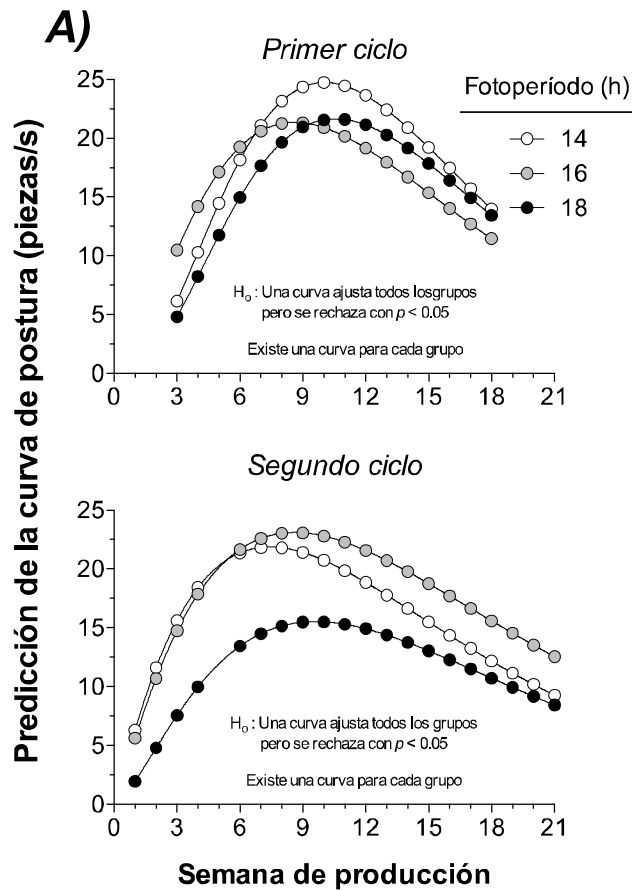 A)
Primer ciclo
Fotoperíodo (h)
14
16
18
Predicción de la curva de postura (piezas/s)
25
20
15
10
5
0
H₀ : Una curva ajusta todos losgrupos
pero se rechaza con p < 0.05
Existe una curva para cada grupo
0 3 6 9 12 15 18 21
Segundo ciclo
25
20
15
10
5
0
H₀ : Una curva ajusta todos los grupos
pero se rechaza con p < 0.05
Existe una curva para cada grupo
0 3 6 9 12 15 18 21
Semana de producción